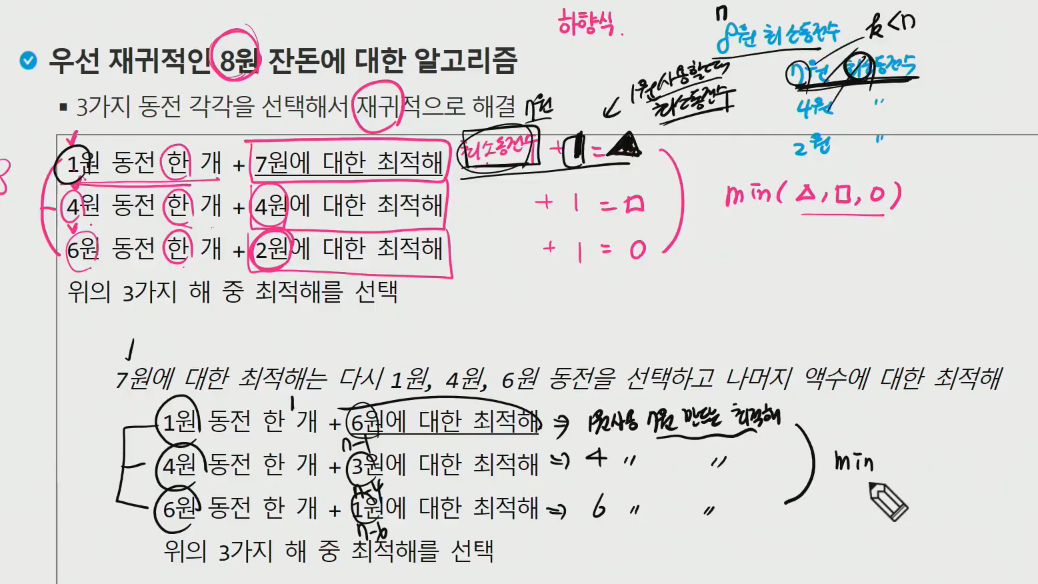 하향식.
n
8원 최소동전수
k<n
우선 재귀적인 8원 잔돈에 대한 알고리즘
7원 최소동전수
1원사용할는덕
최소동전수
4원 〃
2원 〃
▪ 3가지 동전 각각을 선택해서 재귀적으로 해결
7원
1원 동전 한 개 + 7원에 대한 최적해 최소동전수 + 1 = △
4원 동전 한 개 + 4원에 대한 최적해 + 1 = □
min(△, □, O)
6원 동전 한 개 + 2원에 대한 최적해 + 1 = O
위의 3가지 해 중 최적해를 선택
7원에 대한 최적해는 다시 1원, 4원, 6원 동전을 선택하고 나머지 액수에 대한 최적해
1원 동전 한 개 + 6원에 대한 최적해 ⇒ 1원사용 7원 만드는 최적해
n-1
4원 동전 한 개 + 3원에 대한 최적해 ⇒ 4 〃 〃
min
n-4
6원 동전 한 개 + 1원에 대한 최적해 ⇒ 6 〃 〃
n-6
위의 3가지 해 중 최적해를 선택